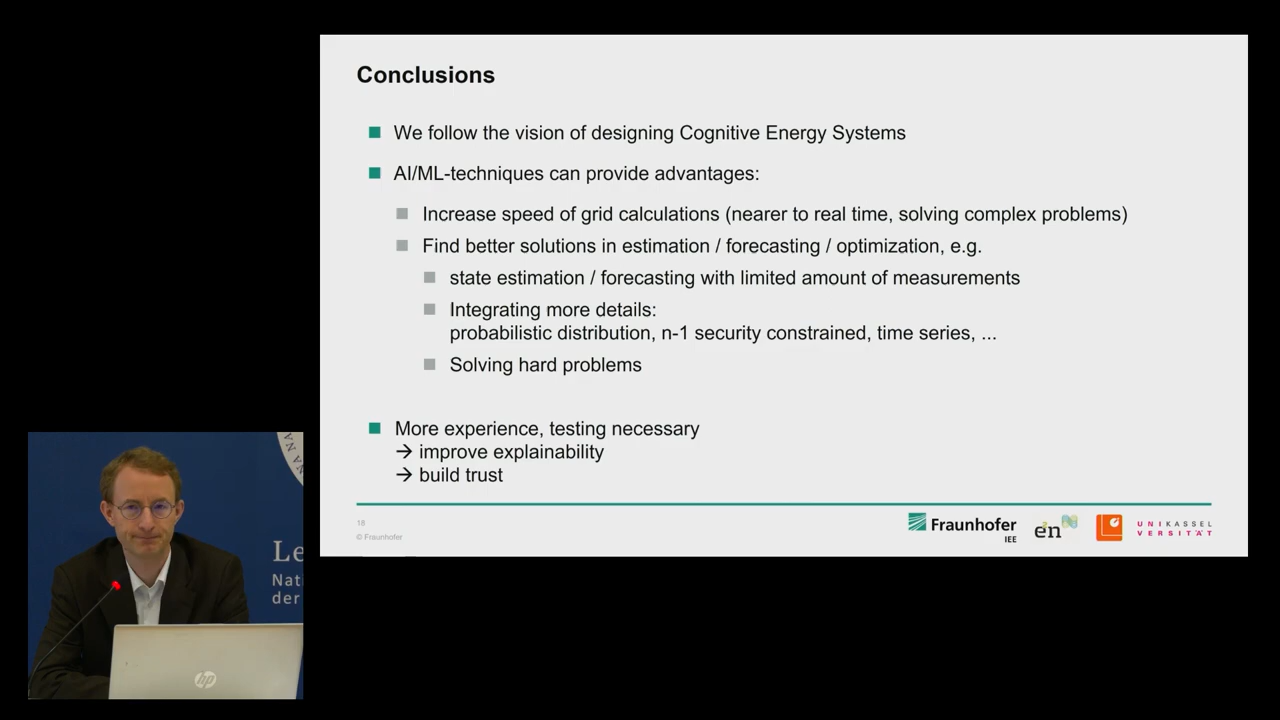 Conclusions
We follow the vision of designing Cognitive Energy Systems
AI/ML-techniques can provide advantages:
Increase speed of grid calculations (nearer to real time, solving complex problems)
Find better solutions in estimation / forecasting / optimization, e.g.
state estimation / forecasting with limited amount of measurements
Integrating more details:
probabilistic distribution, n-1 security constrained, time series, ...
Solving hard problems
More experience, testing necessary
→ improve explainability
→ build trust
18
© Fraunhofer
Fraunhofer
IEE
e2n
UNIKASSEL
VERSITÄT
Le
Nati
der
hp